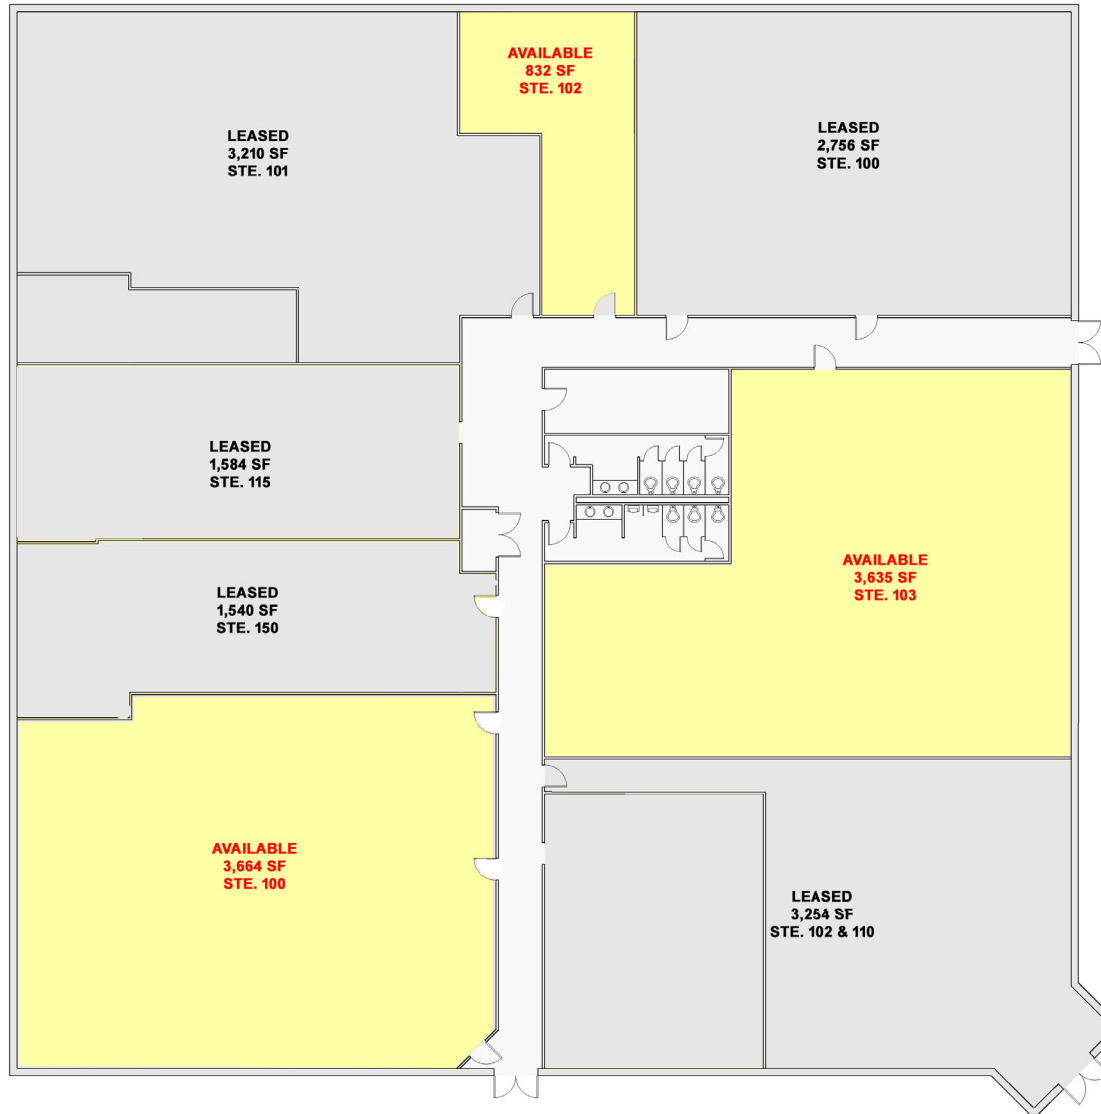 AVAILABLE
832 SF
STE. 102
LEASED
3,210 SF
STE. 101
LEASED
2,756 SF
STE. 100
LEASED
1,584 SF
STE. 115
AVAILABLE
3,635 SF
STE. 103
LEASED
1,540 SF
STE. 150
AVAILABLE
3,664 SF
STE. 100
LEASED
3,254 SF
STE. 102 & 110